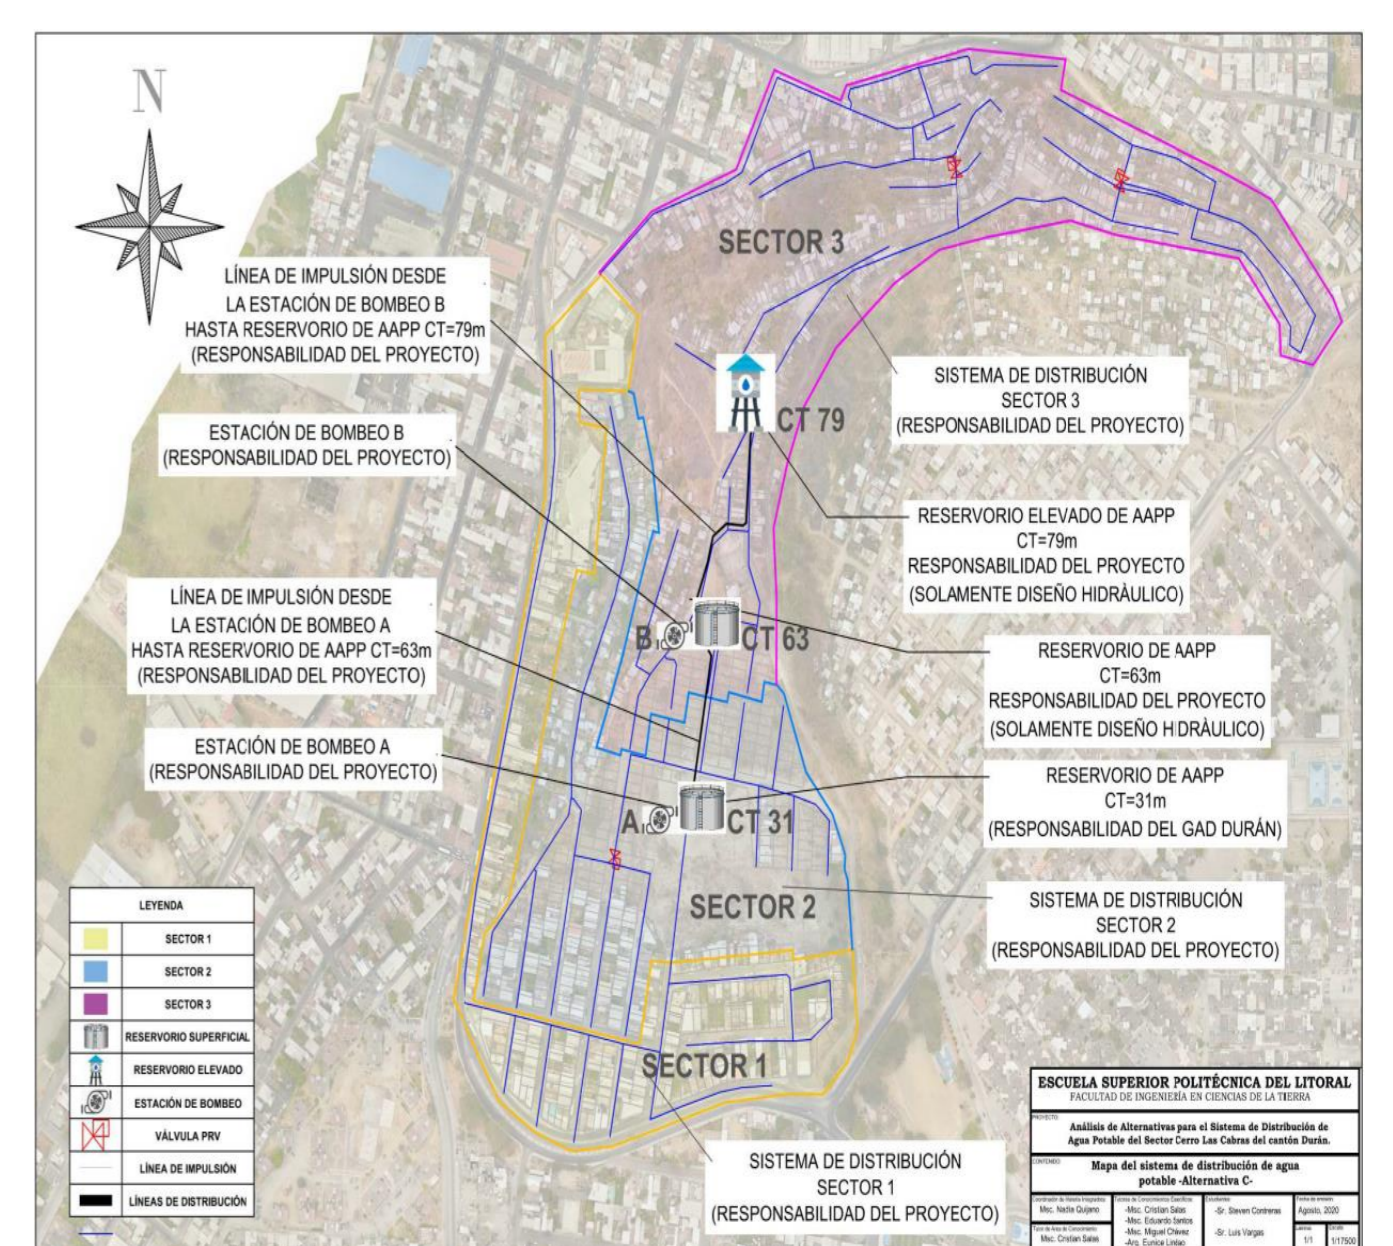 N
LÍNEA DE IMPULSIÓN DESDE
LA ESTACIÓN DE BOMBEO B
HASTA RESERVORIO DE AAPP CT=79m
(RESPONSABILIDAD DEL PROYECTO)
SECTOR 3
SISTEMA DE DISTRIBUCIÓN
SECTOR 3
(RESPONSABILIDAD DEL PROYECTO)
CT 79
ESTACIÓN DE BOMBEO B
(RESPONSABILIDAD DEL PROYECTO)
RESERVORIO ELEVADO DE AAPP
CT=79m
RESPONSABILIDAD DEL PROYECTO
(SOLAMENTE DISEÑO HIDRÀULICO)
LÍNEA DE IMPULSIÓN DESDE
LA ESTACIÓN DE BOMBEO A
HASTA RESERVORIO DE AAPP CT=63m
(RESPONSABILIDAD DEL PROYECTO)
B
CT 63
RESERVORIO DE AAPP
CT=63m
RESPONSABILIDAD DEL PROYECTO
(SOLAMENTE DISEÑO HIDRÀULICO)
ESTACIÓN DE BOMBEO A
(RESPONSABILIDAD DEL PROYECTO)
A
CT 31
RESERVORIO DE AAPP
CT=31m
(RESPONSABILIDAD DEL GAD DURÁN)
SECTOR 2
SISTEMA DE DISTRIBUCIÓN
SECTOR 2
(RESPONSABILIDAD DEL PROYECTO)
LEYENDA
SECTOR 1
SECTOR 2
SECTOR 3
RESERVORIO SUPERFICIAL
RESERVORIO ELEVADO
ESTACIÓN DE BOMBEO
VÁLVULA PRV
LÍNEA DE IMPULSIÓN
LÍNEAS DE DISTRIBUCIÓN
SECTOR 1
SISTEMA DE DISTRIBUCIÓN
SECTOR 1
(RESPONSABILIDAD DEL PROYECTO)
ESCUELA SUPERIOR POLITÉCNICA DEL LITORAL
FACULTAD DE INGENIERÍA EN CIENCIAS DE LA TIERRA
PROYECTO:
Análisis de Alternativas para el Sistema de Distribución de
Agua Potable del Sector Cerro Las Cabras del cantón Durán.
CONTENIDO:
Mapa del sistema de distribución de agua
potable -Alternativa C-
Msc. Nadia Quijano
-Msc. Cristian Salas
-Msc. Eduardo Santos
-Msc. Miguel Chávez
-Arq. Eunice Lindao
-Sr. Steven Contreras
-Sr. Luis Vargas
Agosto, 2020
Msc. Cristian Salas
1/1
1/17500